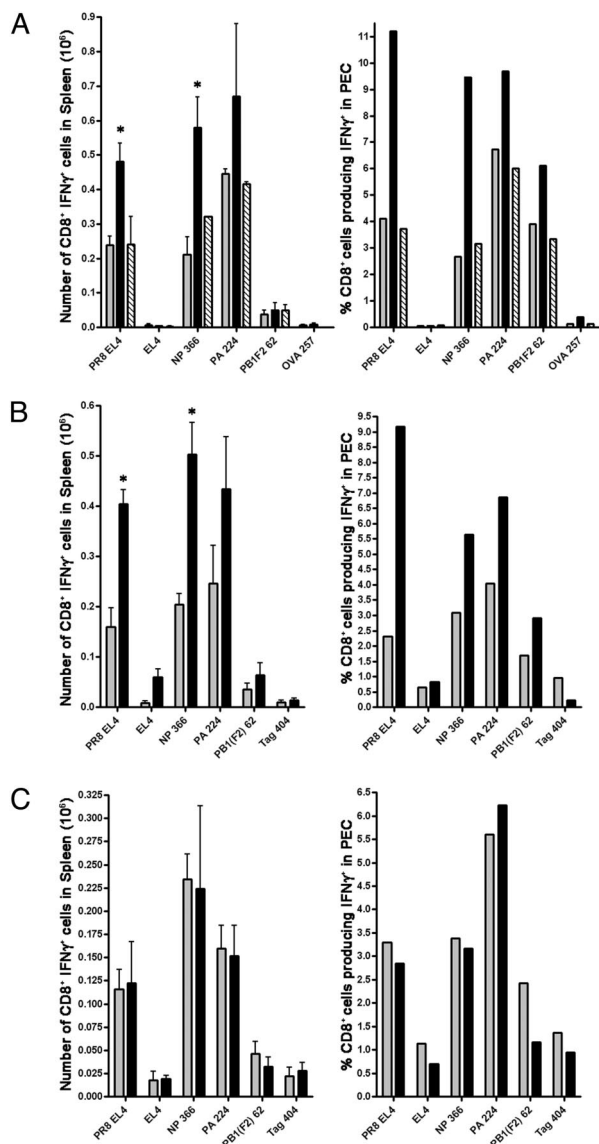 A
Number of CD8⁺ IFNγ⁺ cells in Spleen (10⁶)
0.9
0.8
0.7
0.6
0.5
0.4
0.3
0.2
0.1
0.0
*
*
PR8 EL4
EL4
NP 366
PA 224
PB1F2 62
OVA 257
% CD8⁺ cells producing IFNγ⁺ in PEC
11
10
9
8
7
6
5
4
3
2
1
0
PR8 EL4
EL4
NP 366
PA 224
PB1F2 62
OVA 257
B
Number of CD8⁺ IFNγ⁺ cells in Spleen (10⁶)
0.6
0.5
0.4
0.3
0.2
0.1
0.0
*
*
PR8 EL4
EL4
NP 366
PA 224
PB1(F2) 62
Tag 404
% CD8⁺ cells producing IFNγ⁺ in PEC
9.5
9.0
8.5
8.0
7.5
7.0
6.5
6.0
5.5
5.0
4.5
4.0
3.5
3.0
2.5
2.0
1.5
1.0
0.5
0.0
PR8 EL4
EL4
NP 366
PA 224
PB1(F2) 62
Tag 404
C
Number of CD8⁺ IFNγ⁺ cells in Spleen (10⁶)
0.325
0.300
0.275
0.250
0.225
0.200
0.175
0.150
0.125
0.100
0.075
0.050
0.025
0.000
PR8 EL4
EL4
NP 366
PA 224
PB1(F2) 62
Tag 404
% CD8⁺ cells producing IFNγ⁺ in PEC
6.5
6.0
5.5
5.0
4.5
4.0
3.5
3.0
2.5
2.0
1.5
1.0
0.5
0.0
PR8 EL4
EL4
NP 366
PA 224
PB1(F2) 62
Tag 404